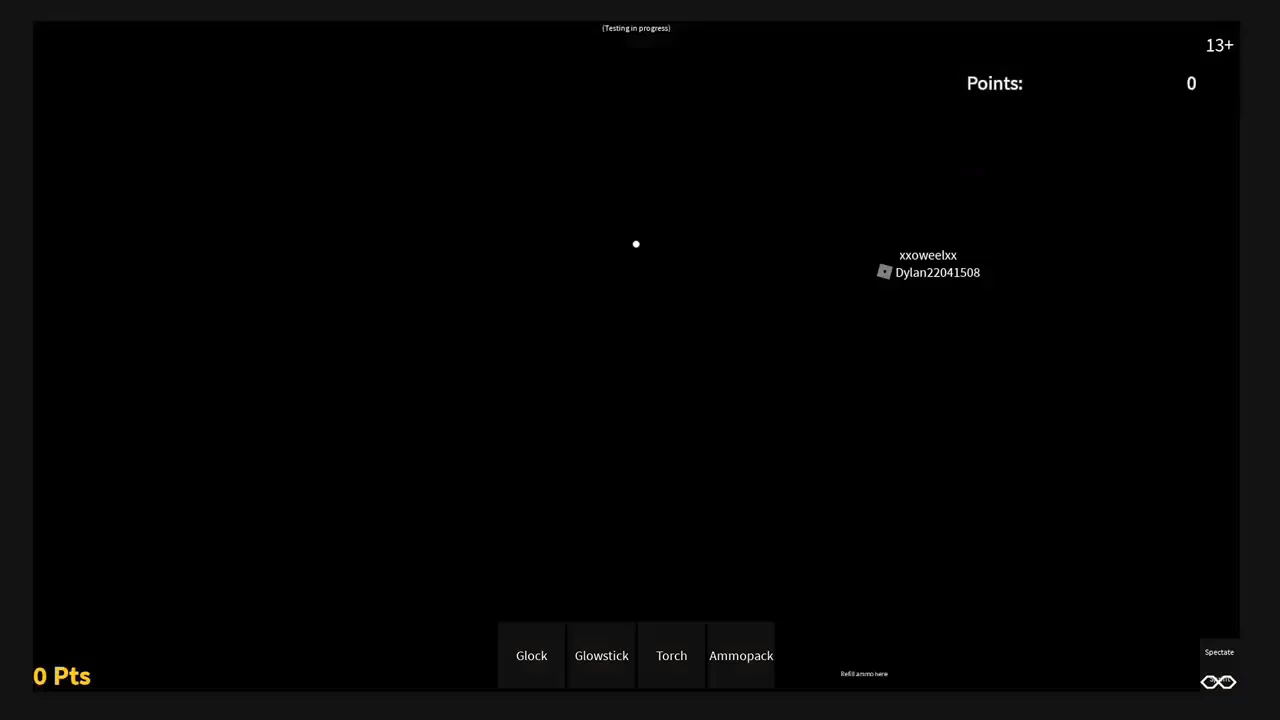 (Testing in progress)
13+
Points: 0
xxoweelxx
Dylan22041508
Glock
Glowstick
Torch
Ammopack
Refill ammo here
0 Pts
Spectate